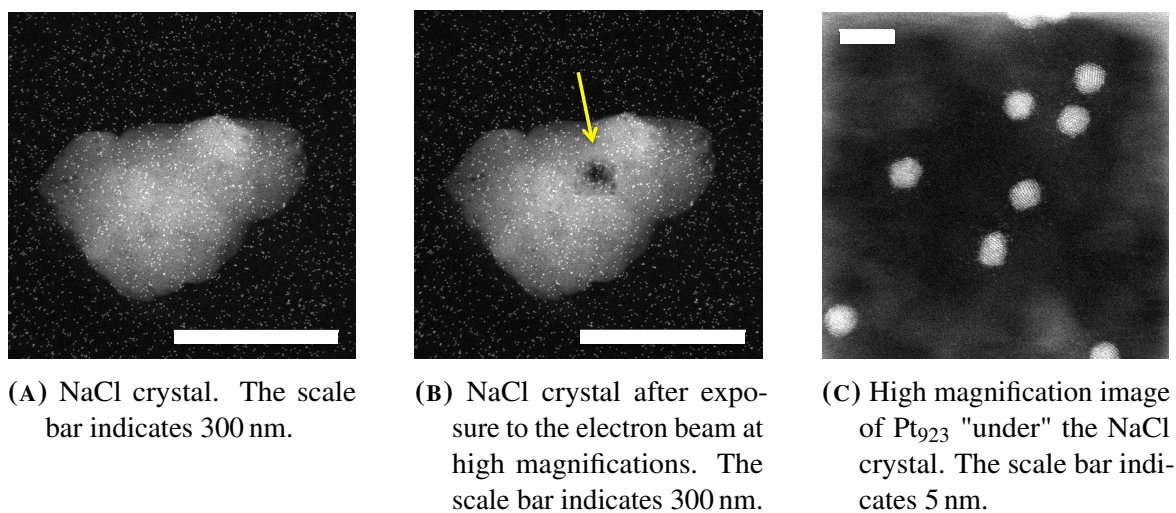 (A) NaCl crystal. The scale
bar indicates 300 nm.
(B) NaCl crystal after expo-
sure to the electron beam at
high magnifications. The
scale bar indicates 300 nm.
(C) High magnification image
of Pt₉₂₃ "under" the NaCl
crystal. The scale bar indi-
cates 5 nm.